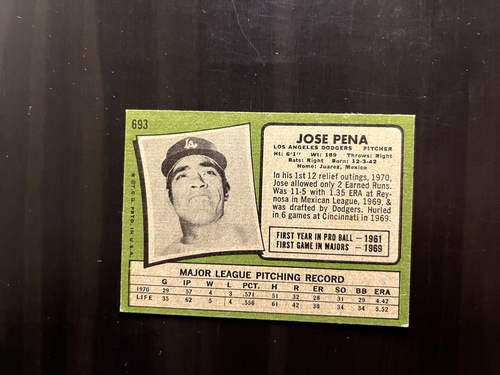 693
LA
JOSE PENA
LOS ANGELES DODGERS PITCHER
Ht: 6'1" Wt: 189 Throws: Right
Bats: Right Born: 12-3-42
Home: Juarez, Mexico
In his 1st 12 relief outings, 1970,
Jose allowed only 2 Earned Runs.
Was 11-5 with 1.35 ERA at Rey-
nosa in Mexican League, 1969, &
was drafted by Dodgers. Hurled
in 6 games at Cincinnati in 1969.
FIRST YEAR IN PRO BALL — 1961
FIRST GAME IN MAJORS — 1969
© T.C.G. PRTD. IN U.S.A.
MAJOR LEAGUE PITCHING RECORD
G IP W L PCT. H R ER SO BB ERA
1970 29 57 4 3 .571 51 32 28 31 29 4.42
LIFE 35 62 5 4 .556 61 42 38 34 34 5.52